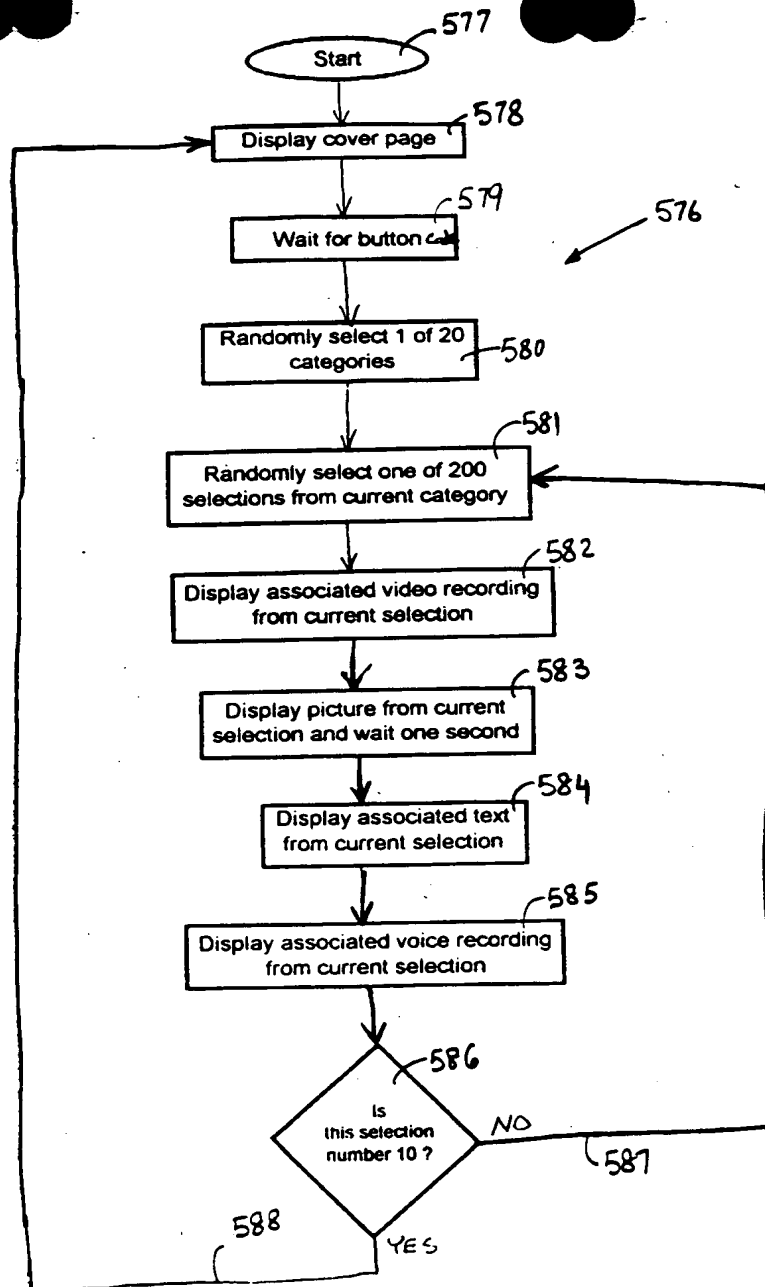 577
Start
578
Display cover page
579
Wait for button
576
Randomly select 1 of 20
categories
580
581
Randomly select one of 200
selections from current category
582
Display associated video recording
from current selection
583
Display picture from current
selection and wait one second
584
Display associated text
from current selection
585
Display associated voice recording
from current selection
586
Is
this selection
number 10 ?
NO
587
588
YES